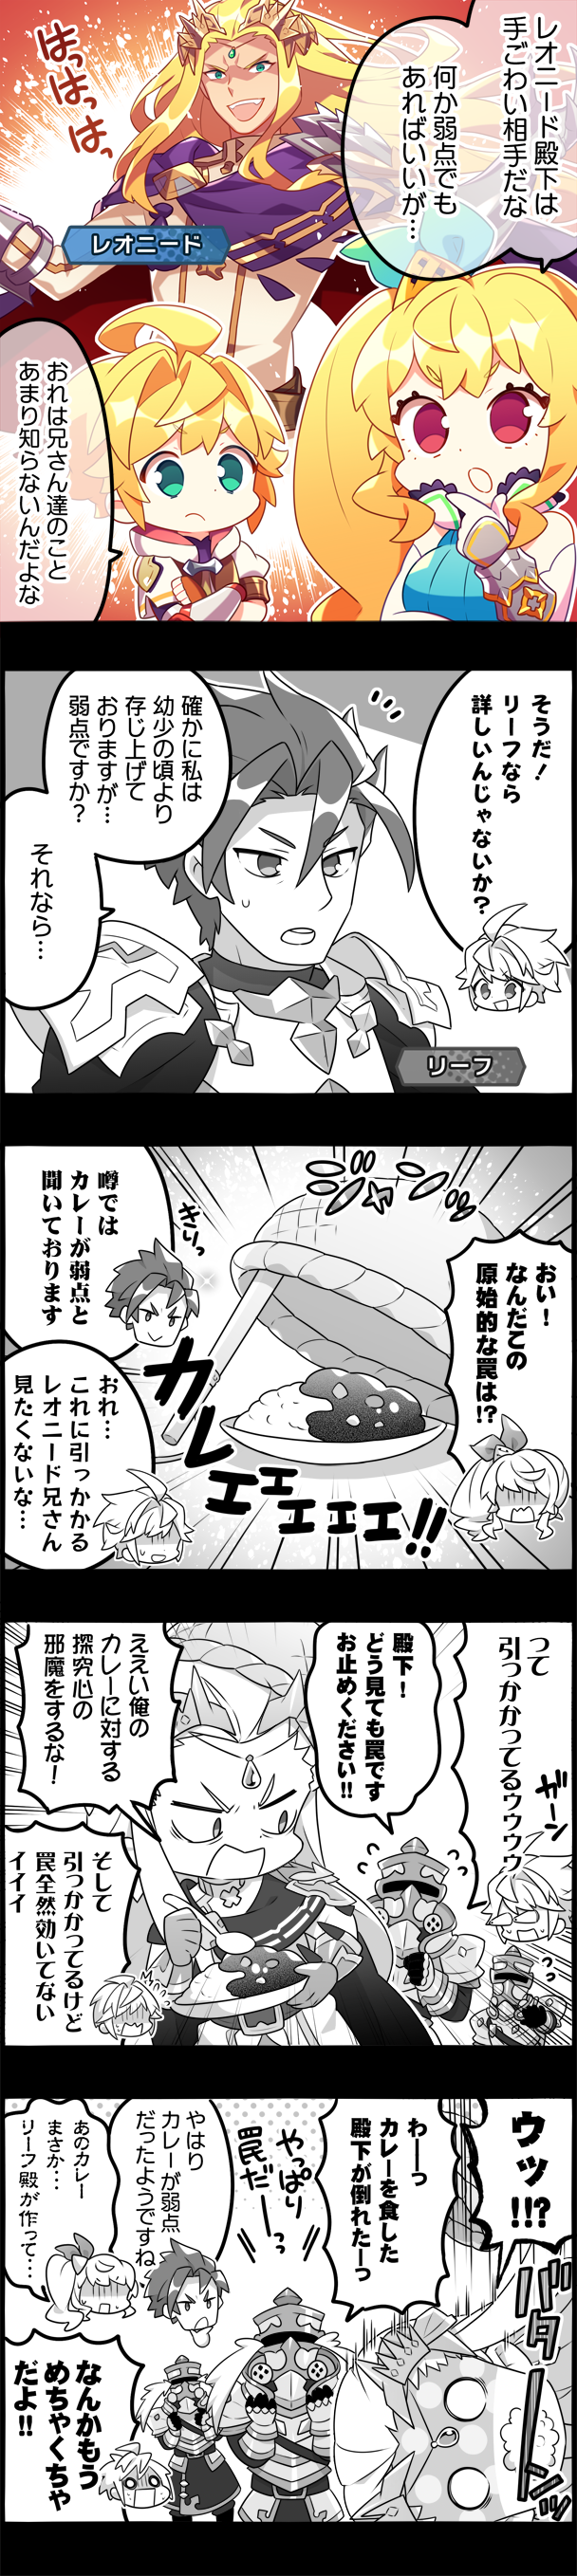 レオニード殿下は
手ごわい相手だな
何か弱点でも
あればいいが…
はっはっはっ
レオニード
おれは兄さん達のこと
あまり知らないんだよな
そうだ！
リーフなら
詳しいんじゃないか？
確かに私は
幼少の頃より
存じ上げて
おりますが…
弱点ですか？
それなら…
リーフ
おい！
なんだこの
原始的な罠は!?
ババーンッ
カレェエエエエ!!
きりっ
噂では
カレーが弱点と
聞いております
おれ…
これに引っかかる
レオニード兄さん
見たくないな…
って
引っかかってるゥウウウ
ガーン
殿下！
どう見ても罠です
お止めください!!
ええい俺の
カレーに対する
探究心の
邪魔をするな！
そして
引っかかってるけど
罠全然効いてない
イイイ
ウッ!!?
バターンッ
わーっ
カレーを食した
殿下が倒れたーっ
やっぱり
罠だーっ
やはり
カレーが弱点
だったようですね
あのカレー
まさか…
リーフ殿が作って…
なんかもう
めちゃくちゃ
だよ!!